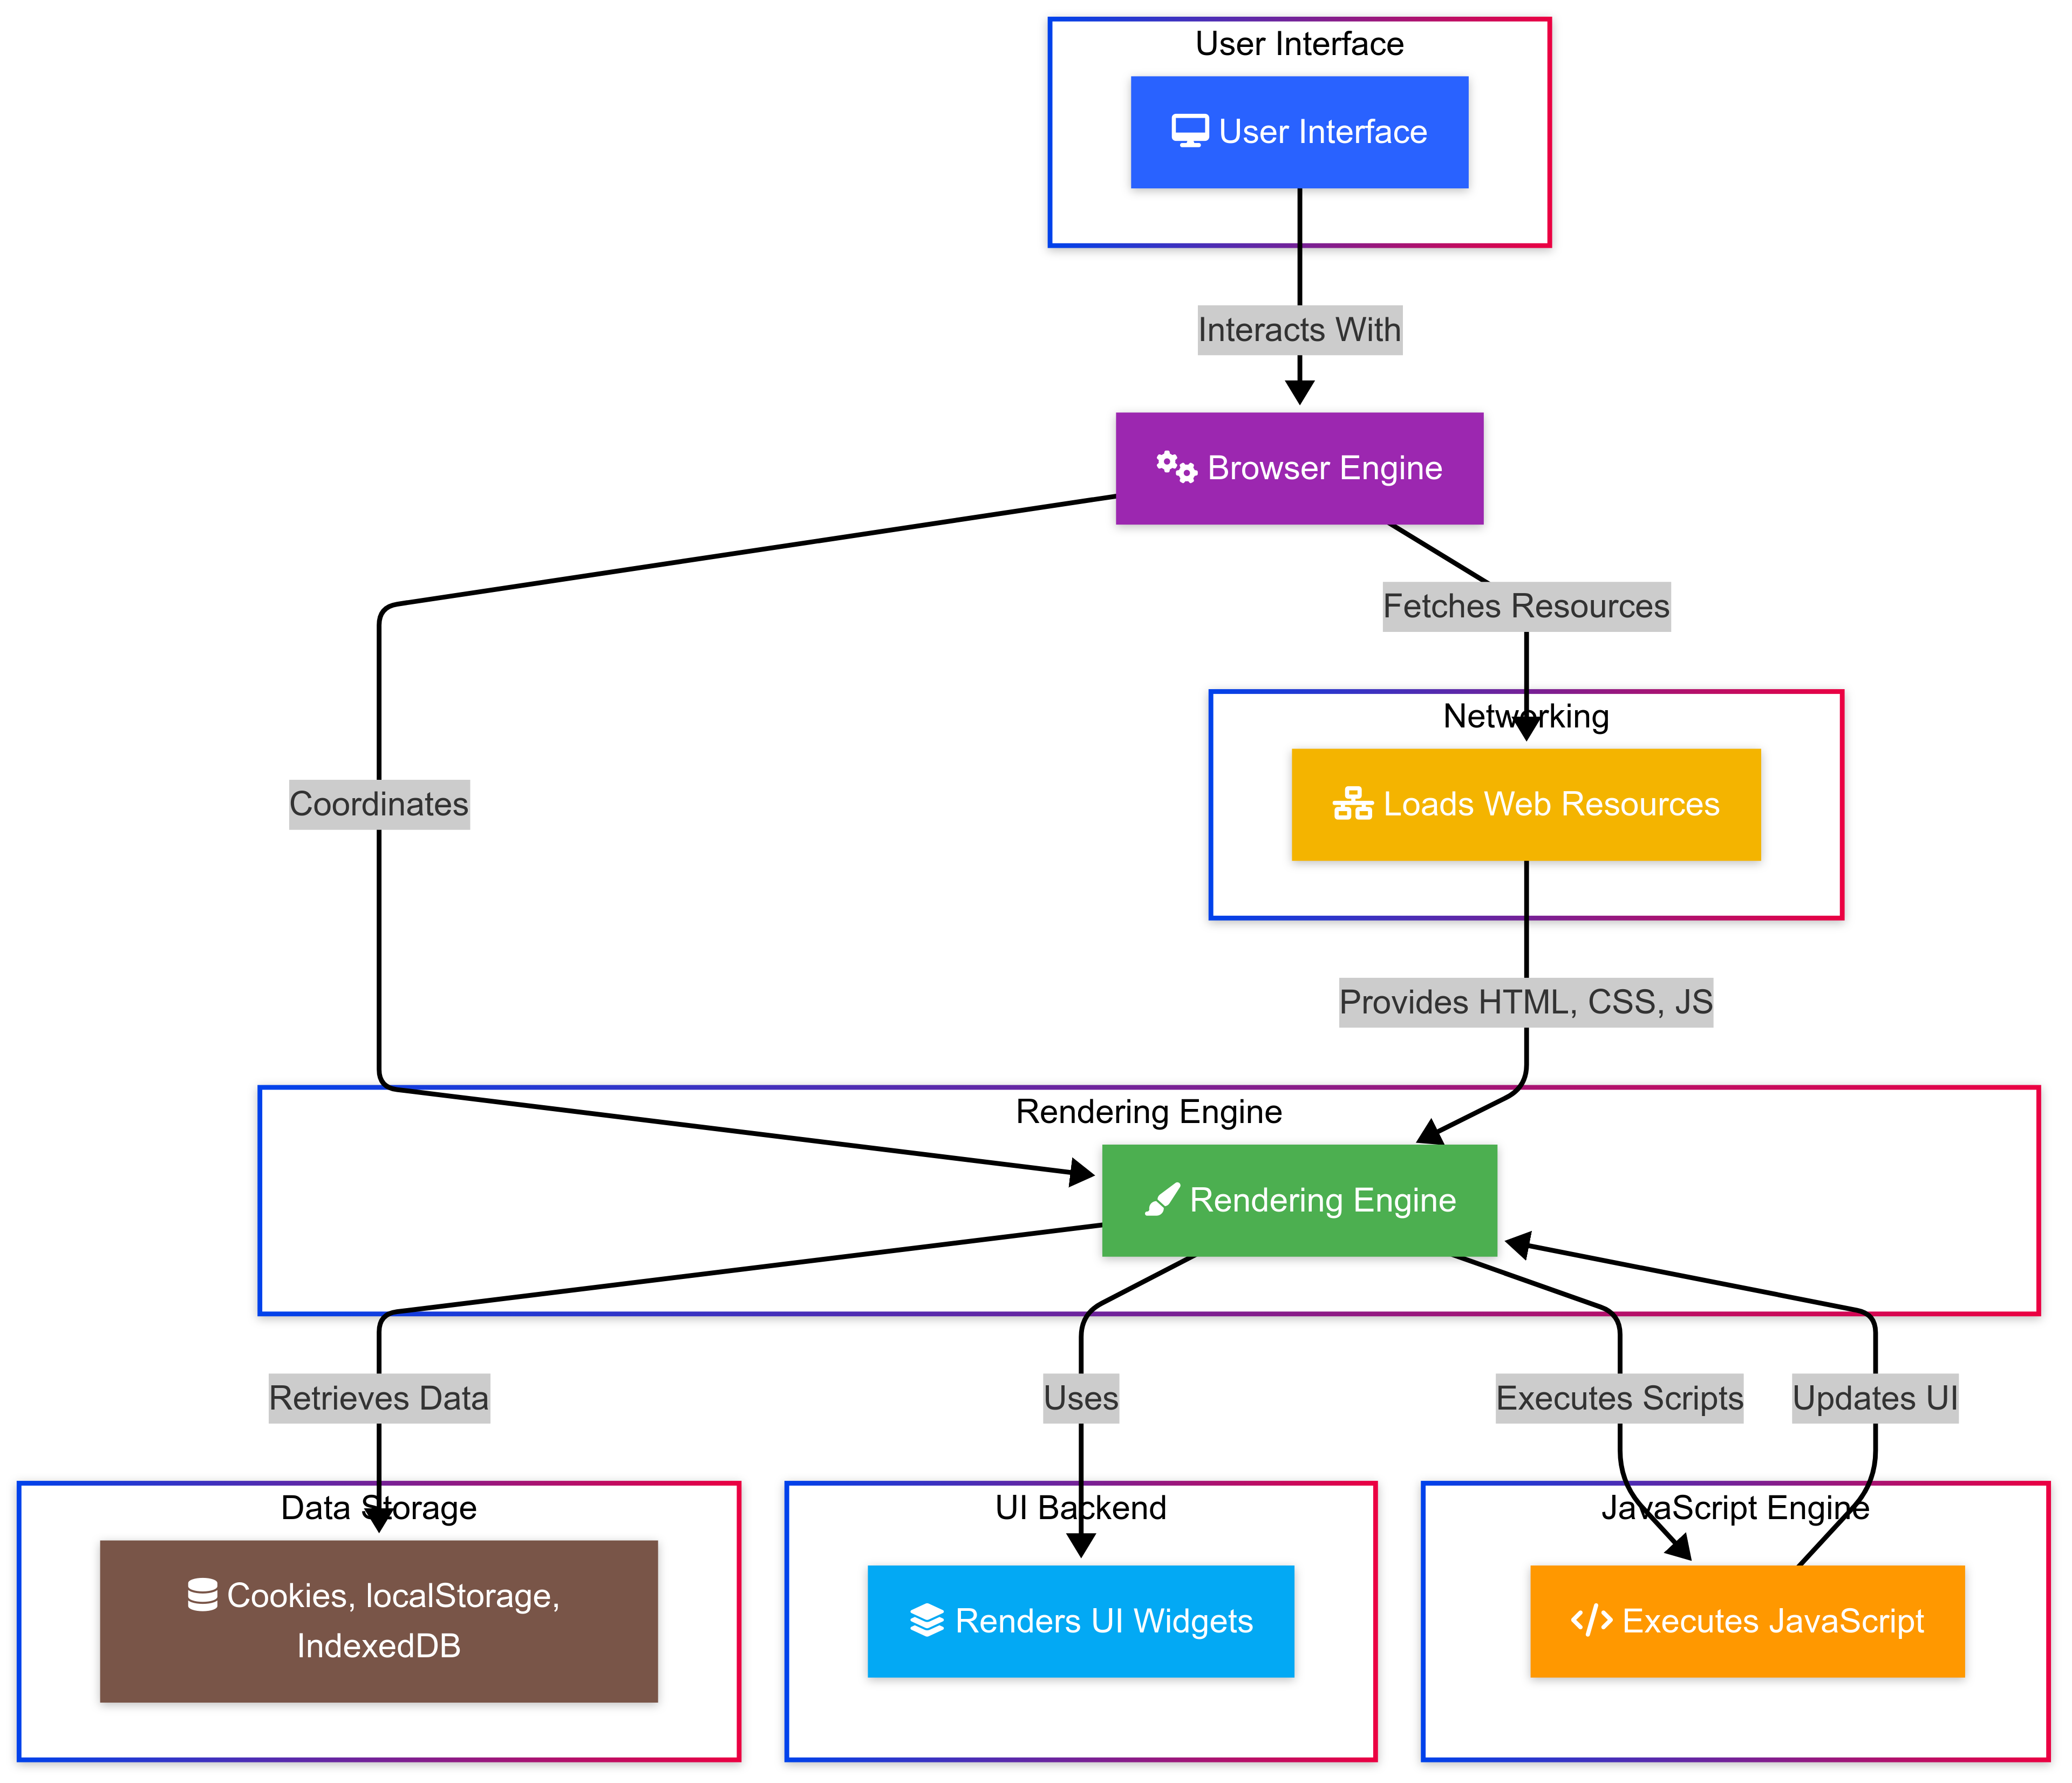 User Interface
User Interface
Interacts With
Browser Engine
Fetches Resources
Networking
Coordinates
Loads Web Resources
Provides HTML, CSS, JS
Rendering Engine
Rendering Engine
Retrieves Data
Uses
Executes Scripts
Updates UI
Data Storage
UI Backend
JavaScript Engine
Cookies, localStorage,
IndexedDB
Renders UI Widgets
Executes JavaScript